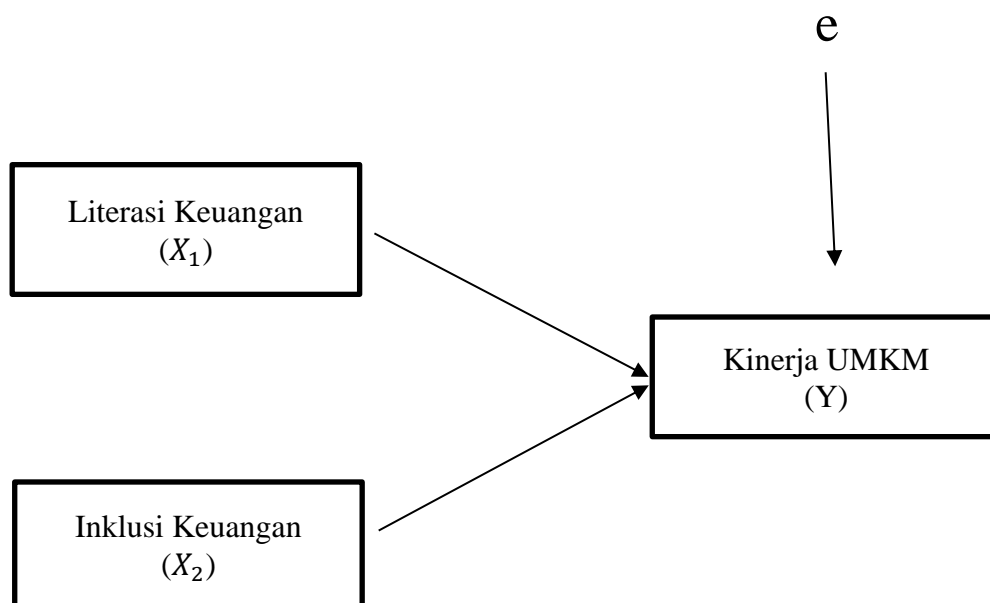 e
Literasi Keuangan
(𝑋₁)
Kinerja UMKM
(Y)
Inklusi Keuangan
(𝑋₂)